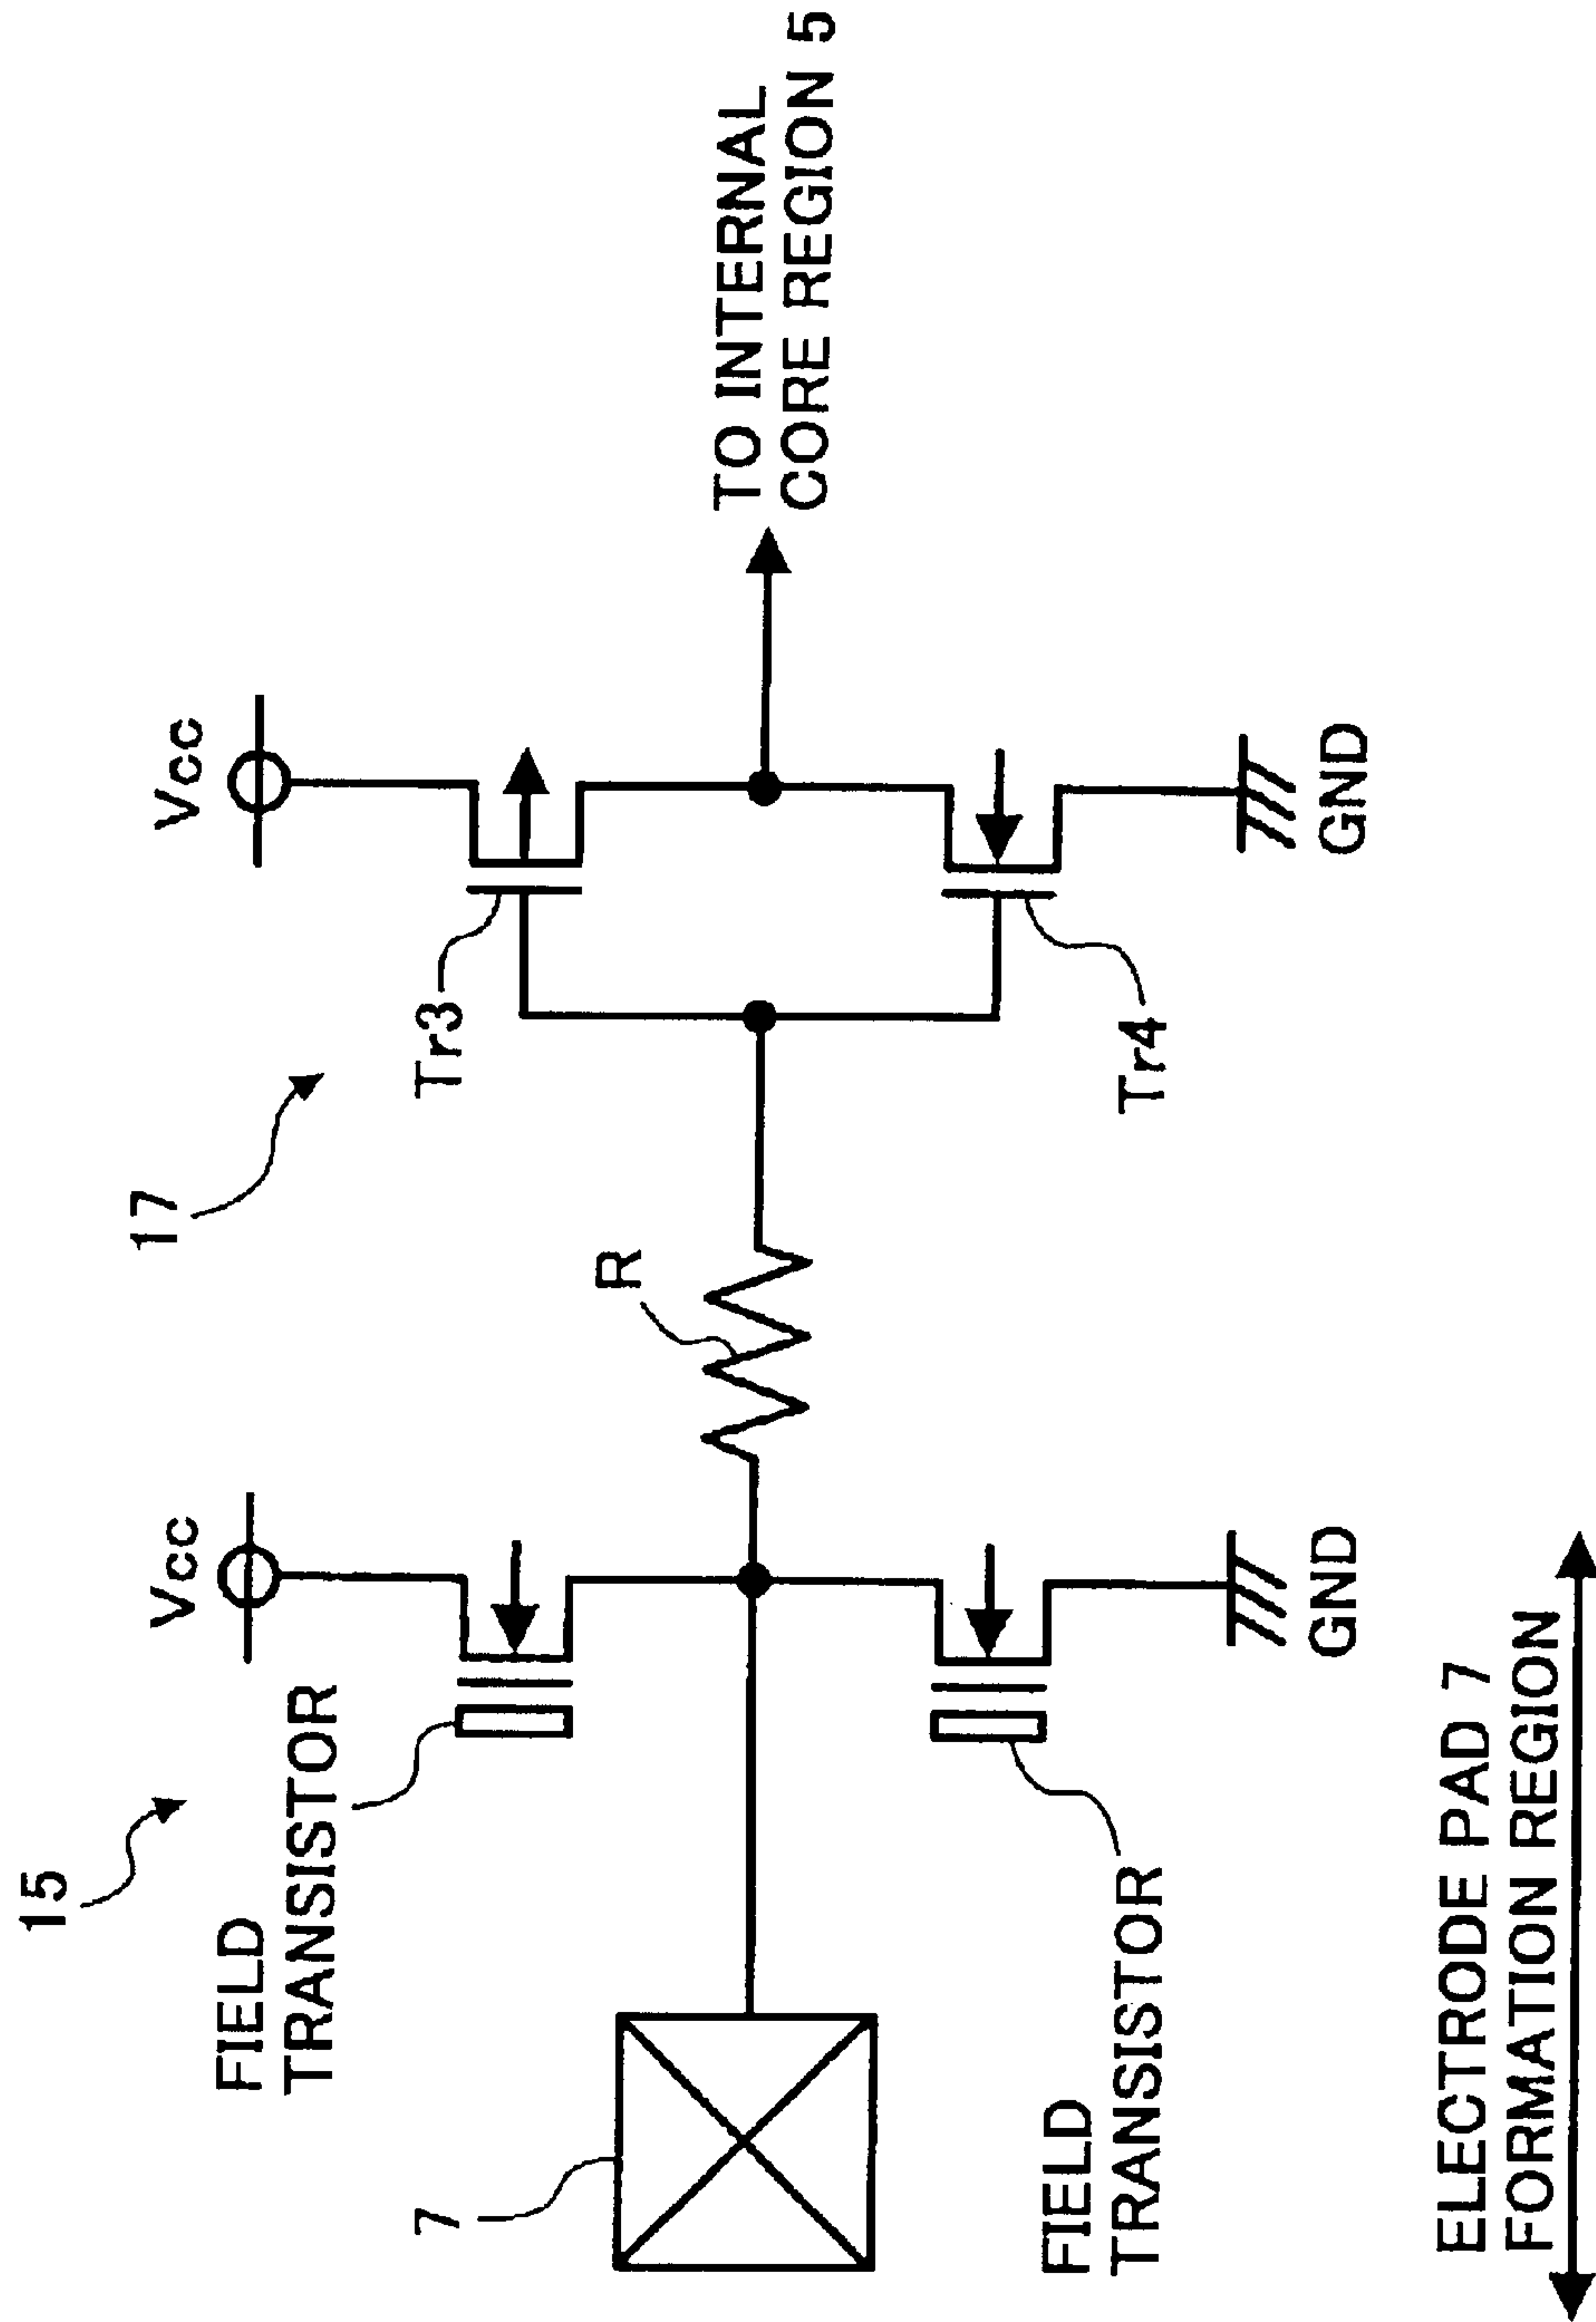 15
FIELD
TRANSISTOR
Vcc
17
Vcc
7
R
Tr3
TO INTERNAL
CORE REGION 5
FIELD
TRANSISTOR
GND
Tr4
GND
ELECTRODE PAD 7
FORMATION REGION